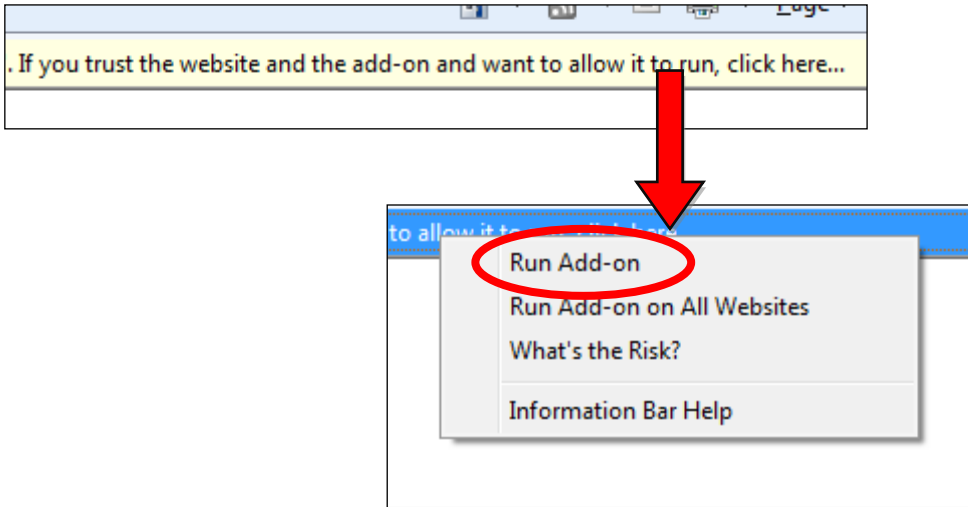 Page
. If you trust the website and the add-on and want to allow it to run, click here...
to allow it to
Run Add-on
Run Add-on on All Websites
What's the Risk?
Information Bar Help